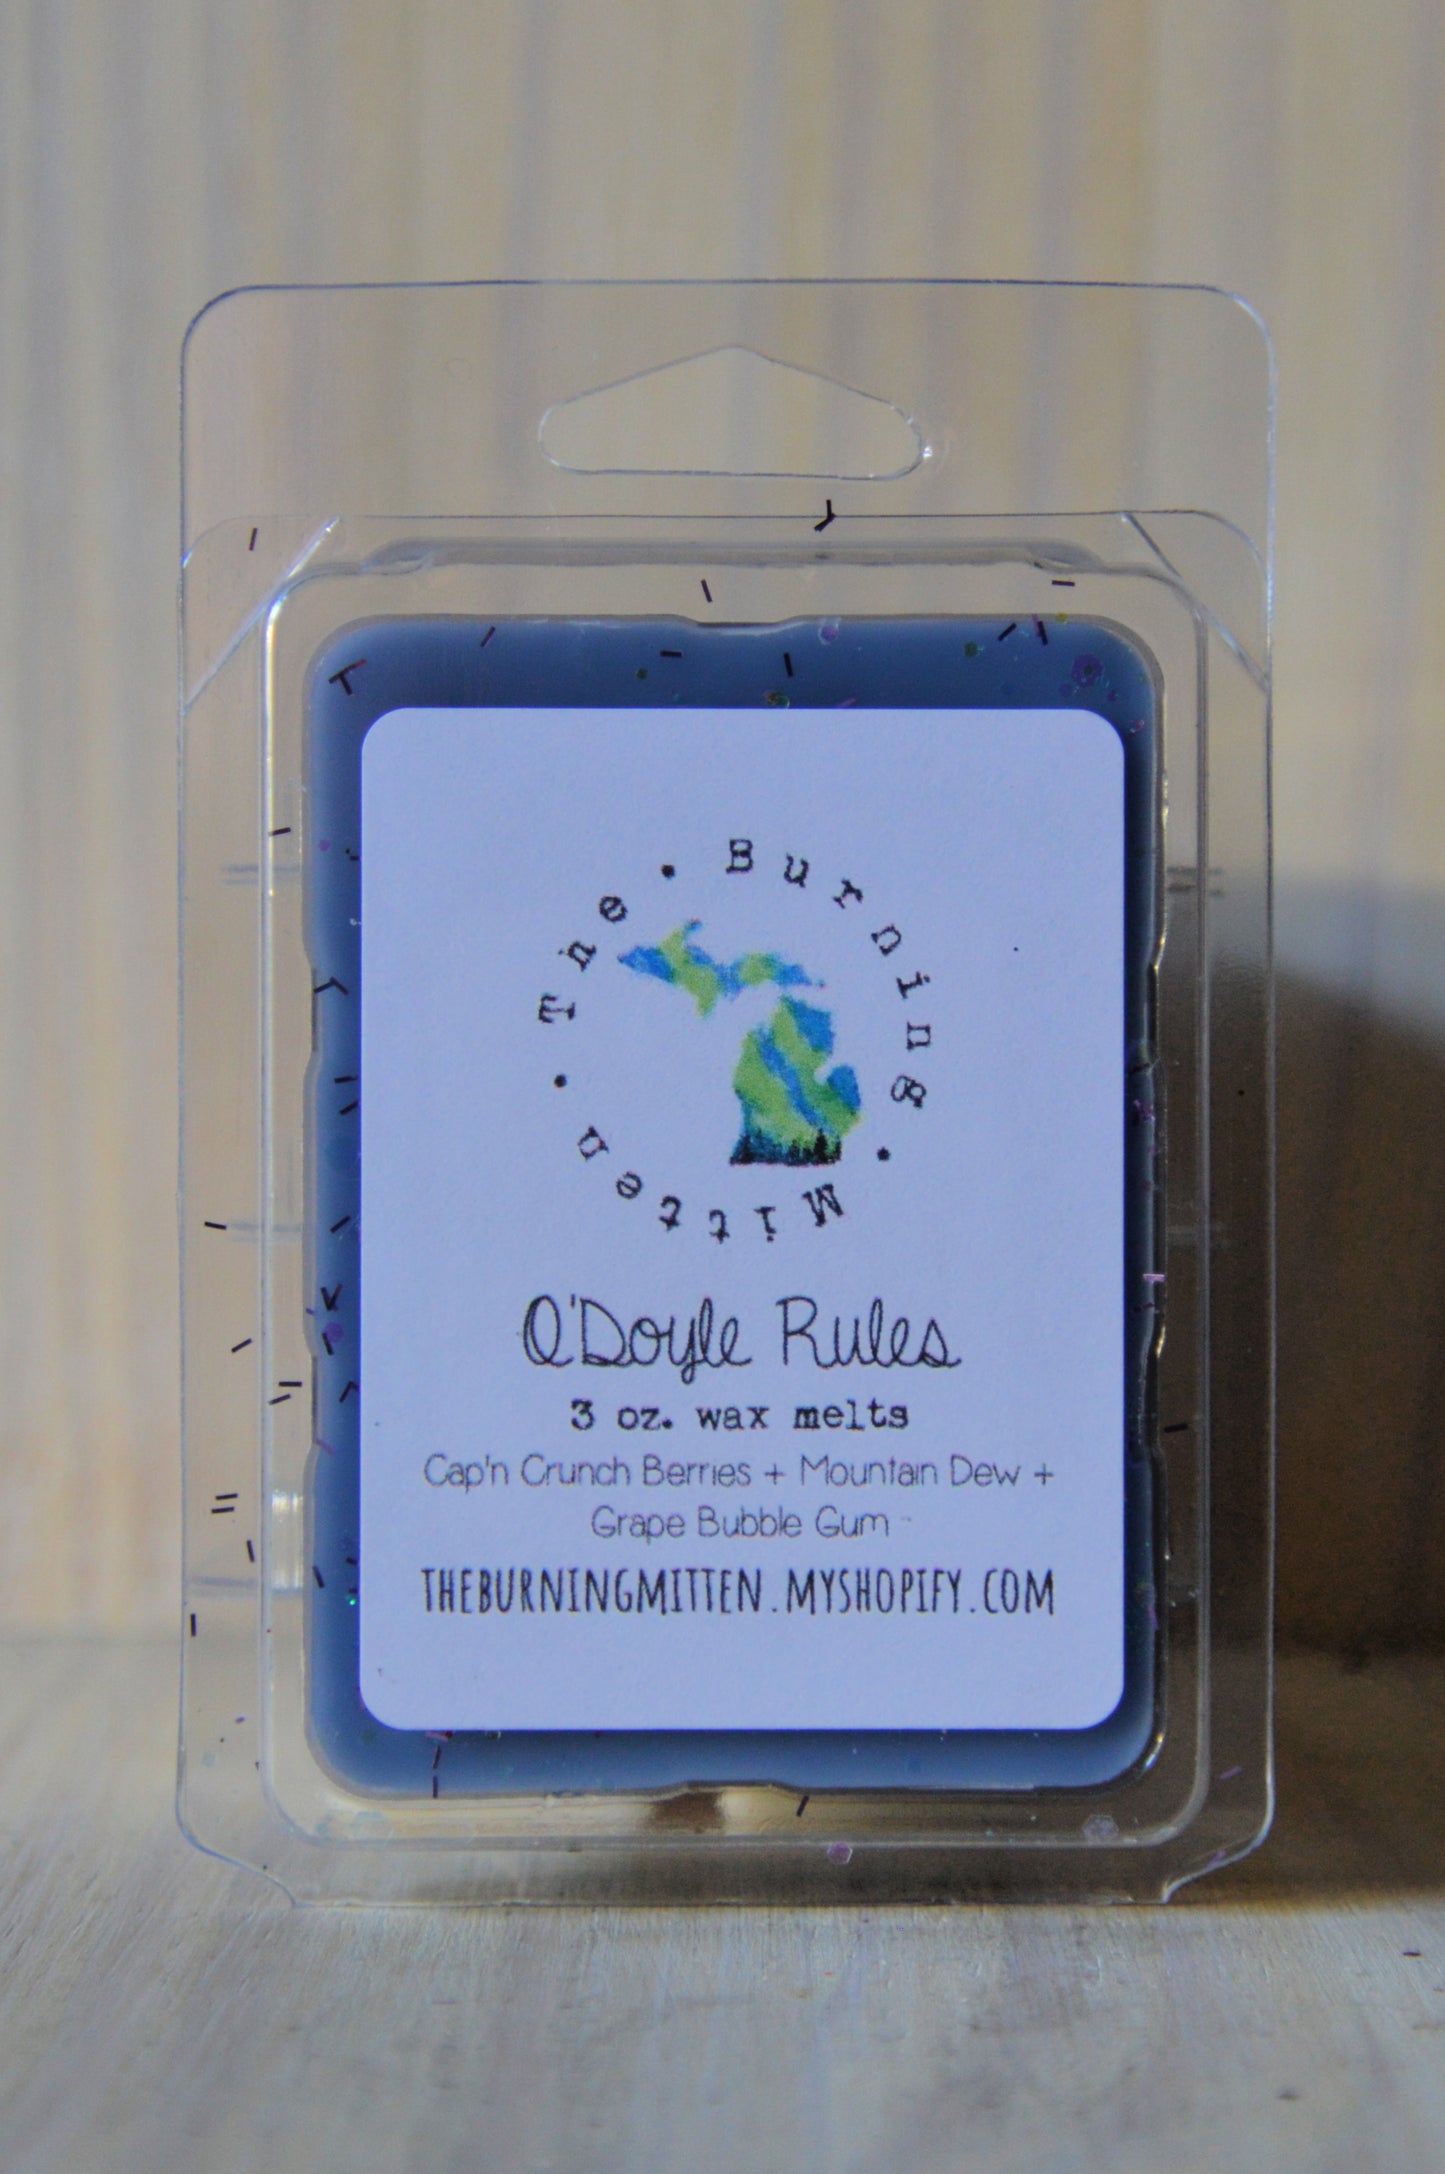 The • Burning • Mitten •
O'Doyle Rules
3 oz. wax melts
Cap'n Crunch Berries + Mountain Dew +
Grape Bubble Gum
THEBURNINGMITTEN.MYSHOPIFY.COM